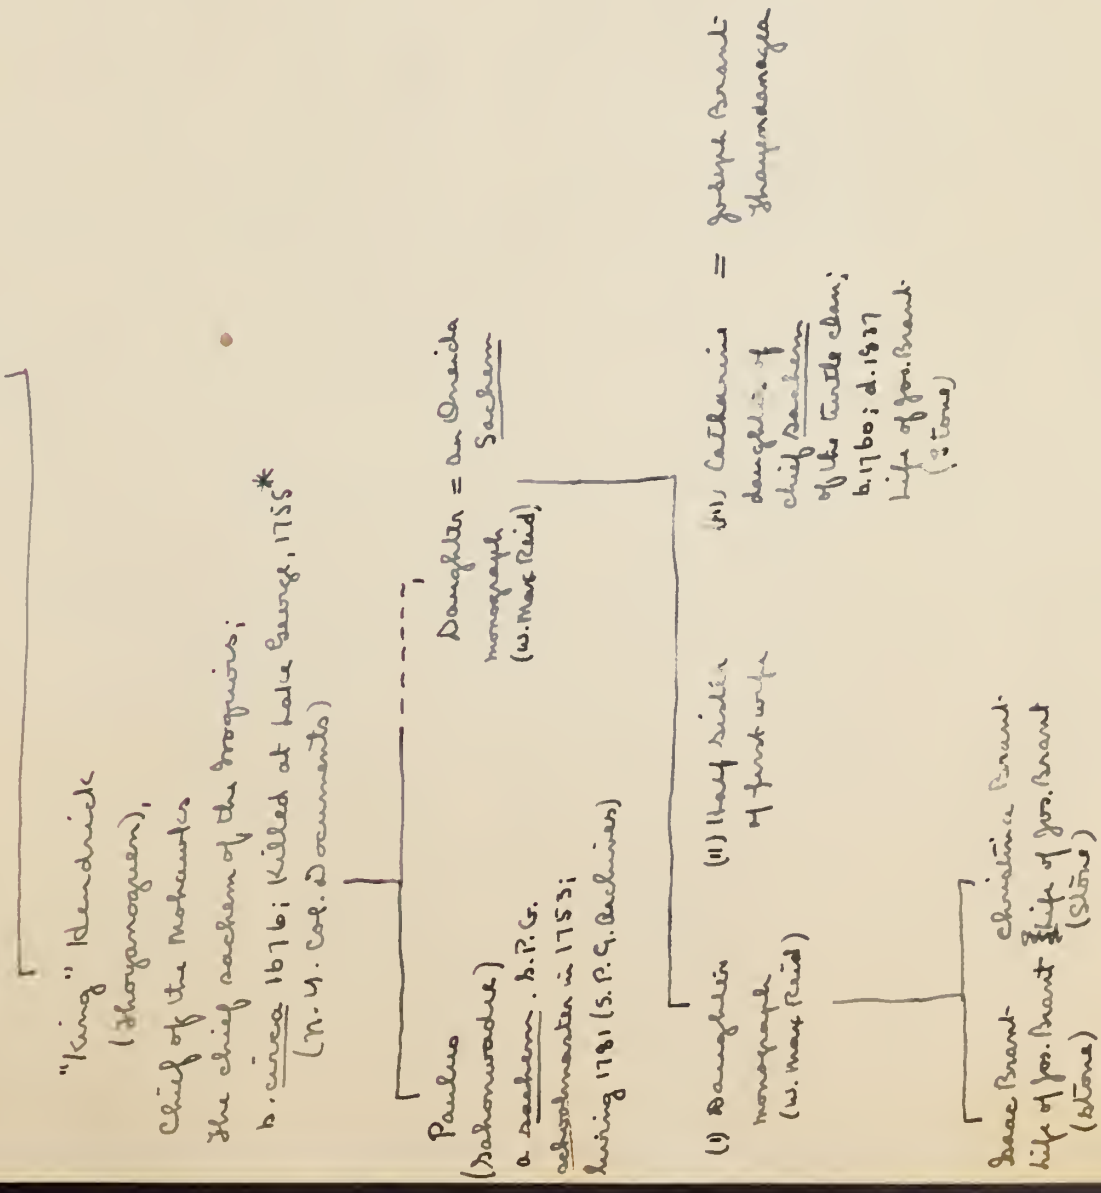 "King" Hendrick
(Thoyanoguen),
Chief of the Mohawks
The chief sachem of the Iroquois;
b. circa 1676; killed at Lake George, 1755*
(N. Y. Col. Documents)
Paulus
(Sahonwadie)
a sachem. S.P.G.
schoolmaster in 1753;
living 1781 (S.P.G. Archives)
Daughter = an Oneida
Sachem
monograph
(W. Max Reid)
(I) Daughter
monograph
(W. Max Reid)
(II) Half sister
of first wife
(III) Catharine = Joseph Brant-
Thayendanagea
daughter of
chief sachem
of the turtle clan;
b. 1760; d. 1837
Life of Jos. Brant-
(Stone)
Isaac Brant-
Life of Jos. Brant
(Stone)
Christina Brant-
Life of Jos. Brant
(Stone)